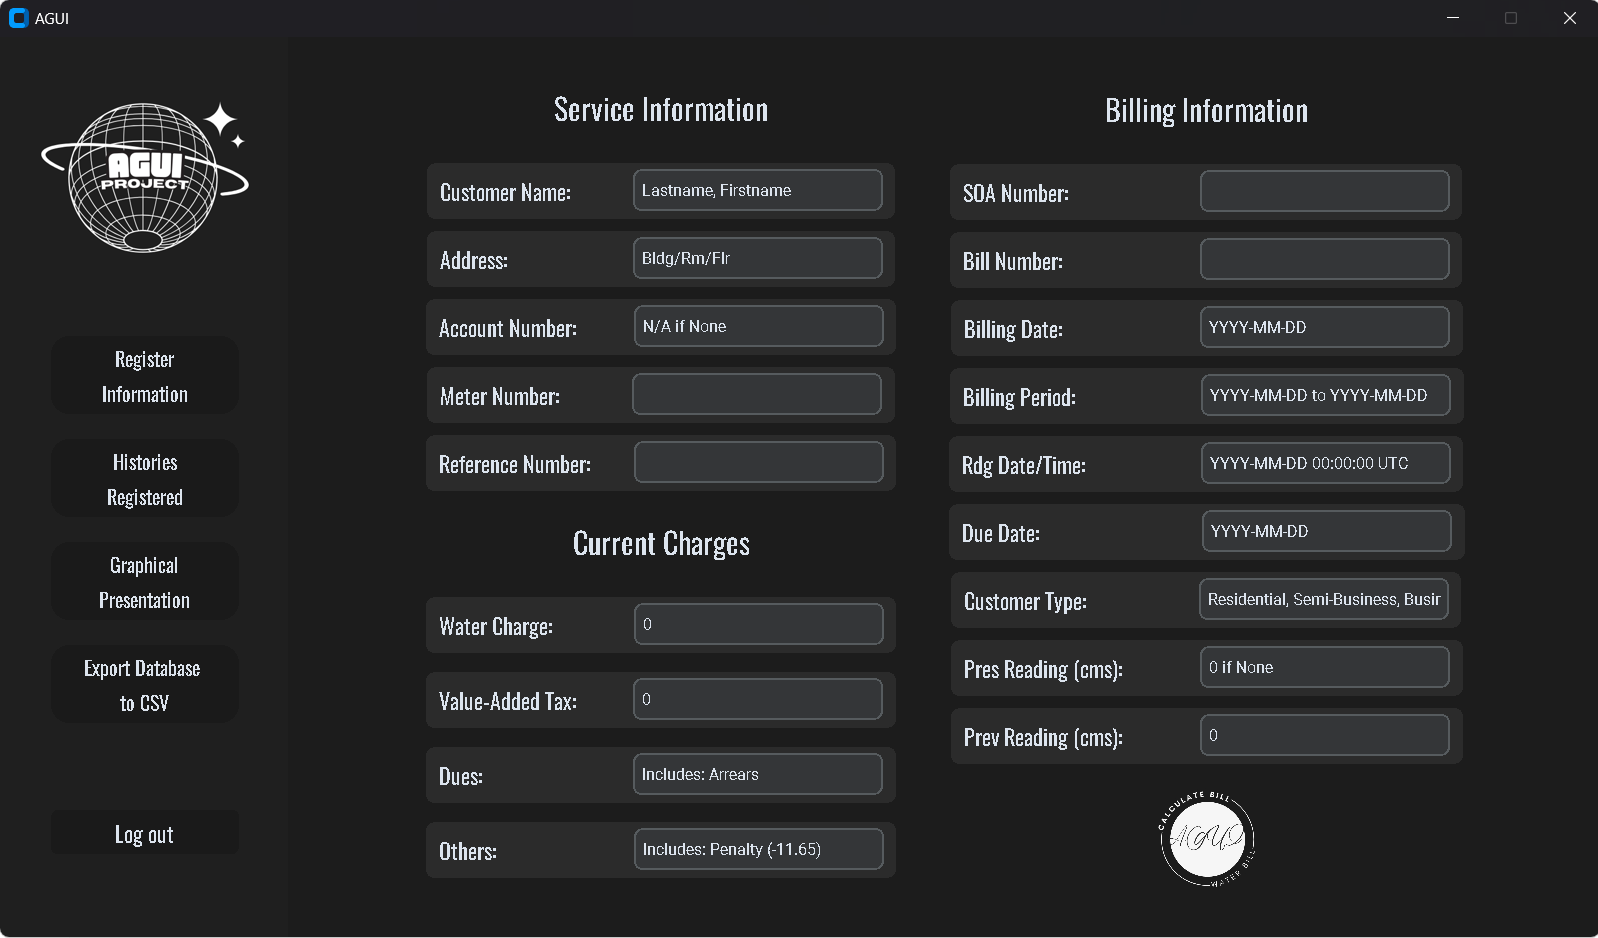 AGUI
AGUI
PROJECT
Register
Information
Histories
Registered
Graphical
Presentation
Export Database
to CSV
Log out
Service Information
Customer Name: Lastname, Firstname
Address: Bldg/Rm/Flr
Account Number: N/A if None
Meter Number:
Reference Number:
Current Charges
Water Charge: 0
Value-Added Tax: 0
Dues: Includes: Arrears
Others: Includes: Penalty (-11.65)
Billing Information
SOA Number:
Bill Number:
Billing Date: YYYY-MM-DD
Billing Period: YYYY-MM-DD to YYYY-MM-DD
Rdg Date/Time: YYYY-MM-DD 00:00:00 UTC
Due Date: YYYY-MM-DD
Customer Type: Residential, Semi-Business, Busir
Pres Reading (cms): 0 if None
Prev Reading (cms): 0
CALCULATE BILL
AGUI
WATER BILL